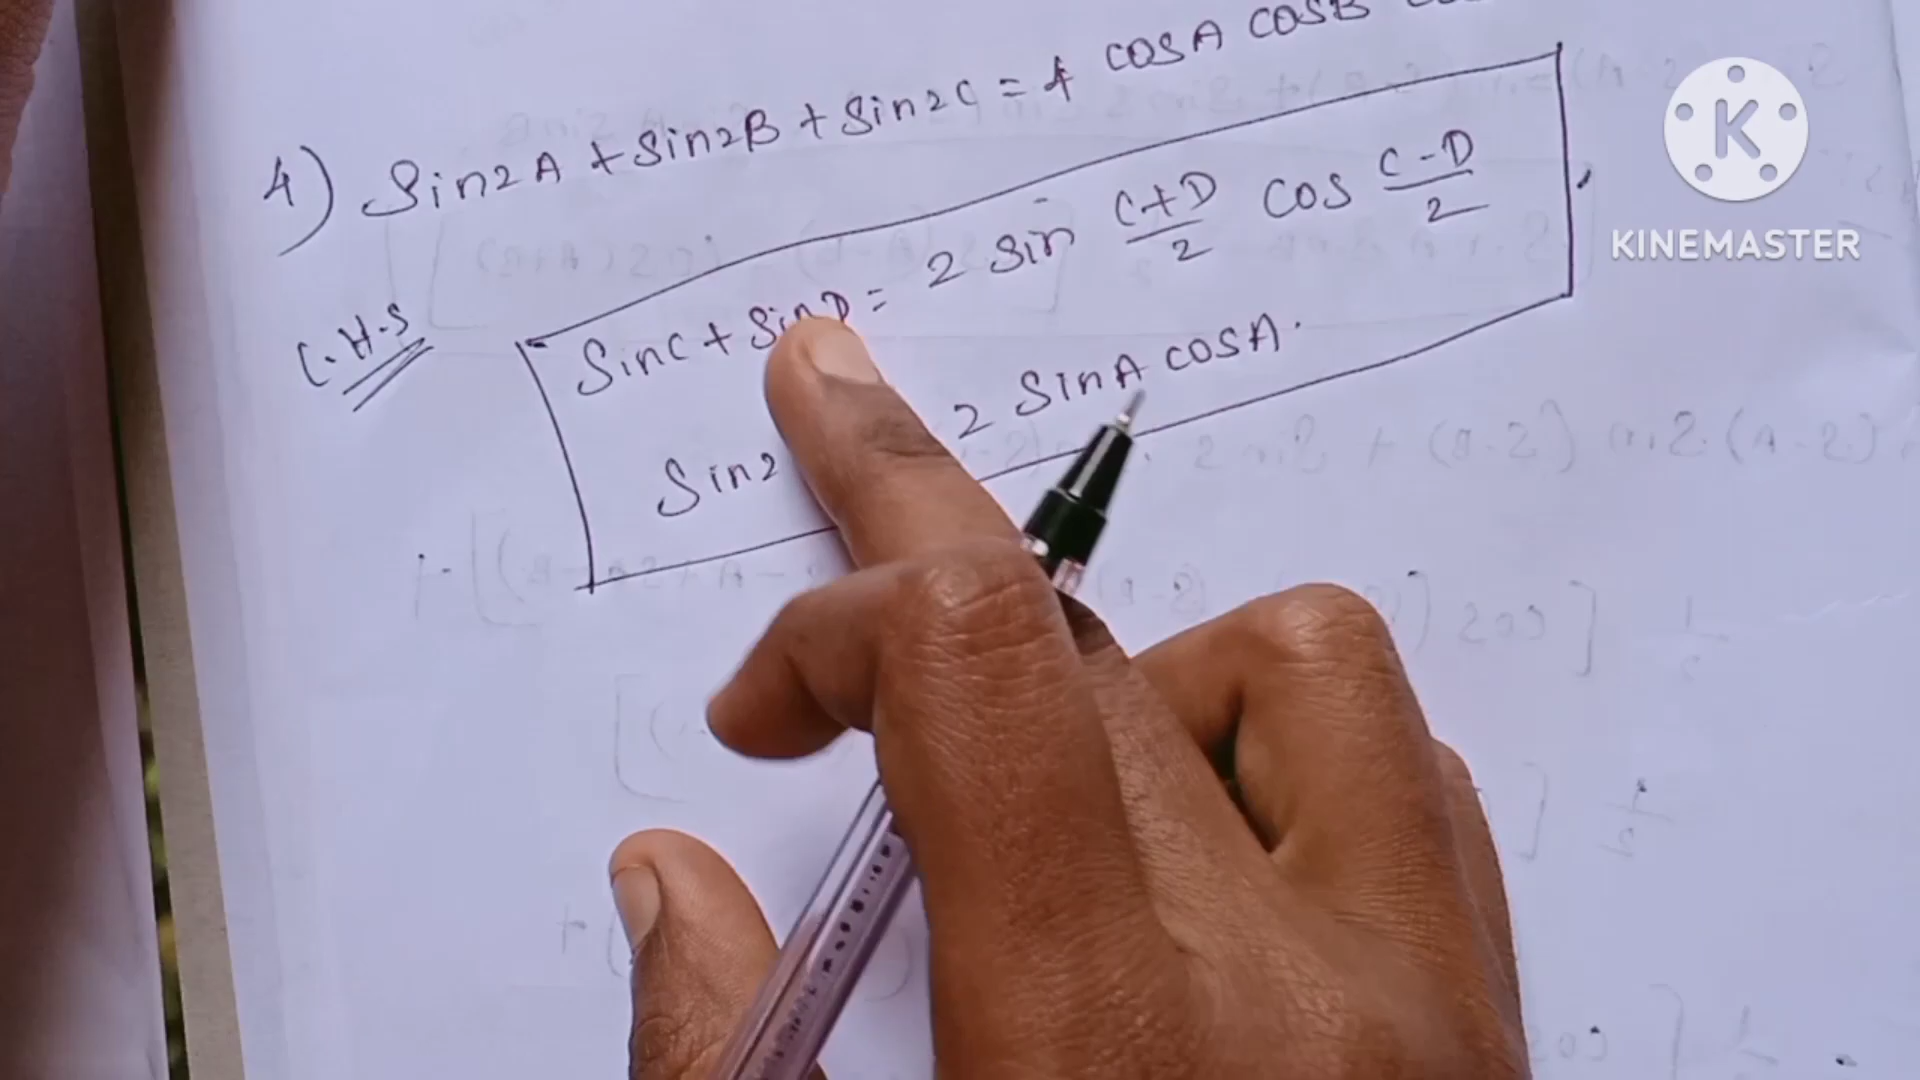 4) Sin2A + Sin2B + Sin2C = 4 COSA COSB
L.H.S
SinC + SinD = 2 Sin C+D/2 COS C-D/2
Sin2 2 SinA COSA.
KINEMASTER